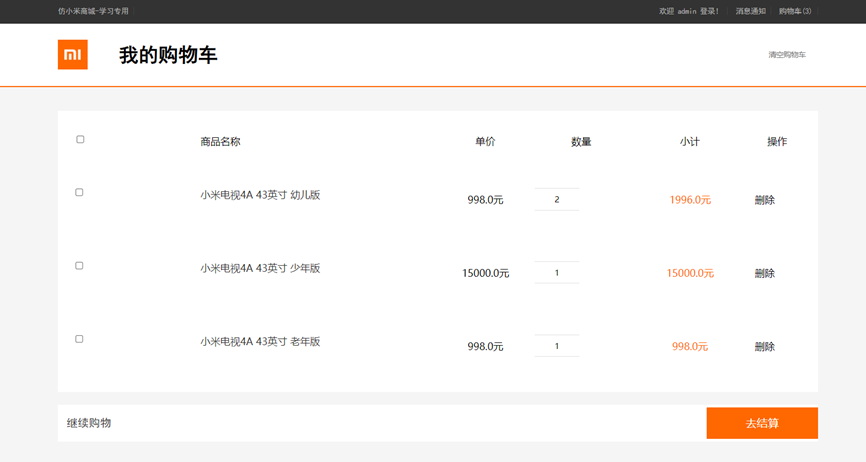 仿小米商城-学习专用 欢迎 admin 登录! 消息通知 购物车(3)
我的购物车 清空购物车
商品名称 单价 数量 小计 操作
小米电视4A 43英寸 幼儿版 998.0元 2 1996.0元 删除
小米电视4A 43英寸 少年版 15000.0元 1 15000.0元 删除
小米电视4A 43英寸 老年版 998.0元 1 998.0元 删除
继续购物 去结算